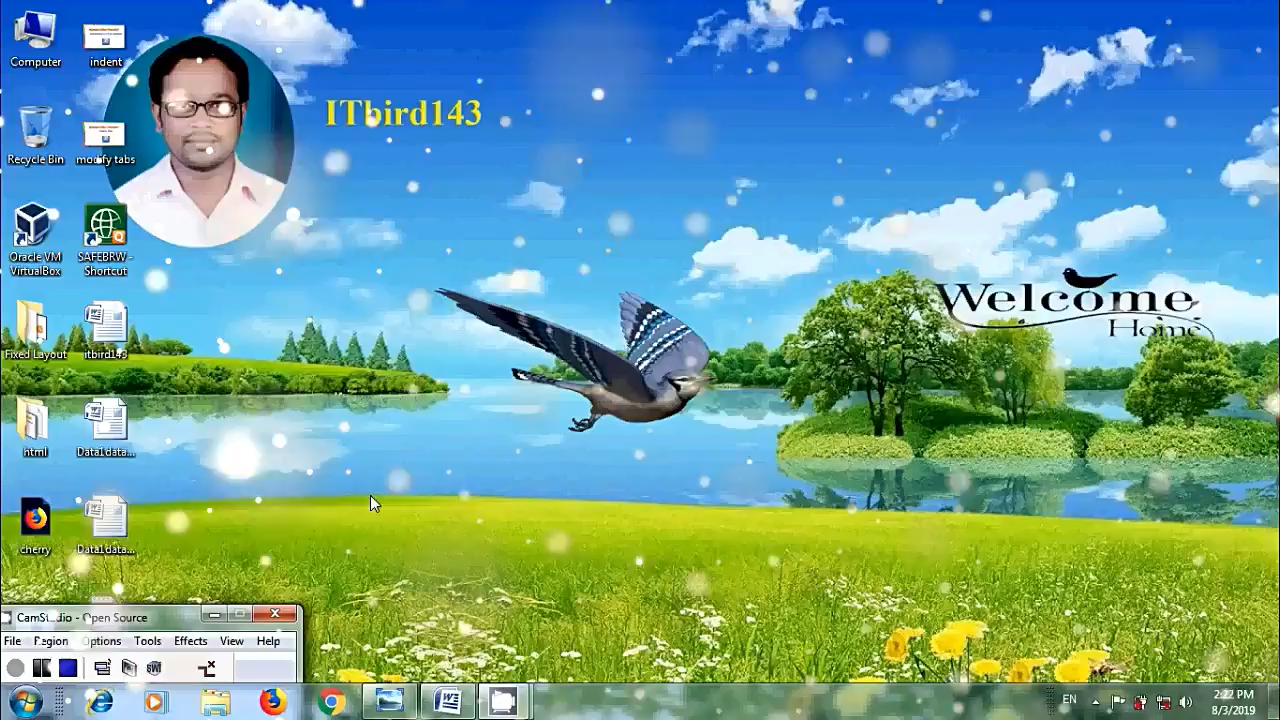 Computer
indent
ITbird143
Recycle Bin
modify tabs
Oracle VM
VirtualBox
SAFEBRW -
Shortcut
Welcome
Home
Fixed Layout
itbird143
html
Data1data...
cherry
Data1data...
CamStudio - Open Source
File Region Options Tools Effects View Help
EN
2:22 PM
8/3/2019